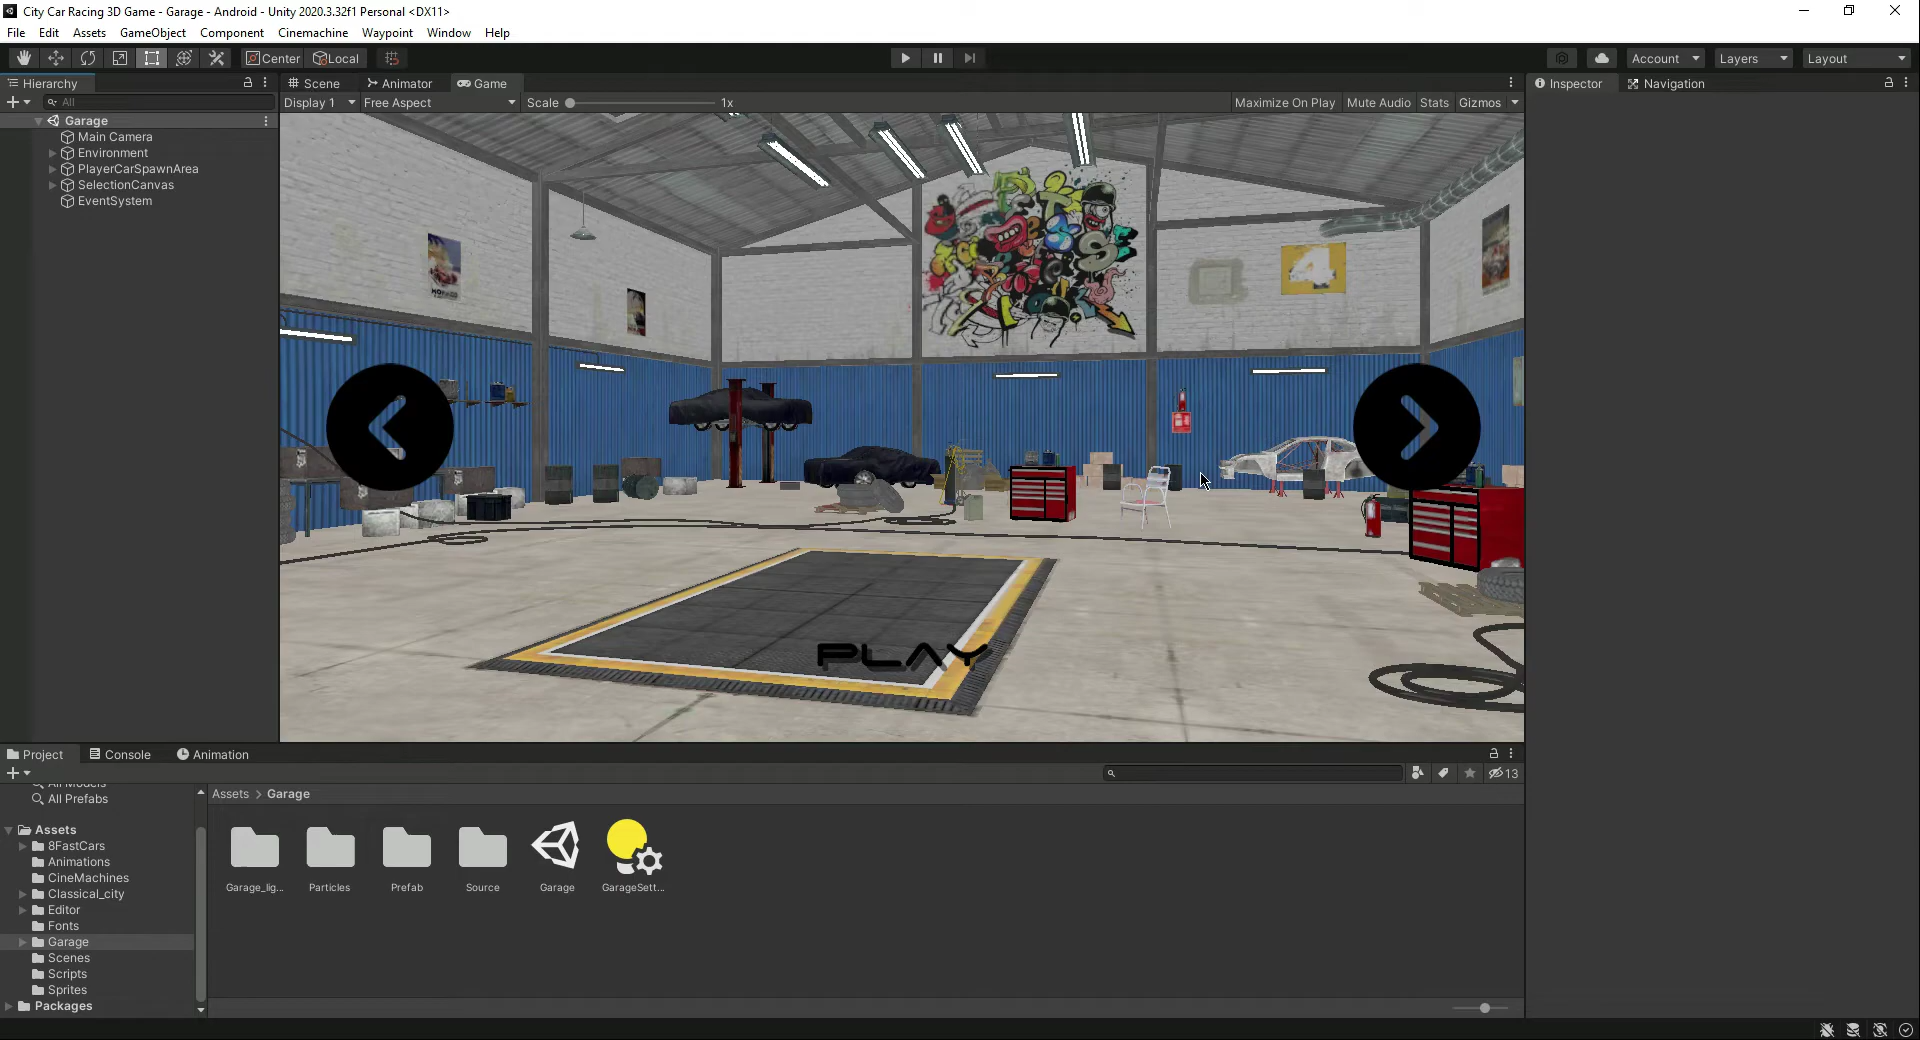 City Car Racing 3D Game - Garage - Android - Unity 2020.3.32f1 Personal <DX11>
File Edit Assets GameObject Component Cinemachine Waypoint Window Help
Center Local Account Layers Layout
Hierarchy Scene Animator Game Inspector Navigation
All Display 1 Free Aspect Scale 1x Maximize On Play Mute Audio Stats Gizmos
Garage
Main Camera
Environment
PlayerCarSpawnArea
SelectionCanvas
EventSystem
4
PLAY
Project Console Animation
13
All Models
All Prefabs
Assets > Garage
Assets
8FastCars
Animations
CineMachines
Classical_city
Editor
Fonts
Garage
Scenes
Scripts
Sprites
Packages
Garage_lig... Particles Prefab Source Garage GarageSett...